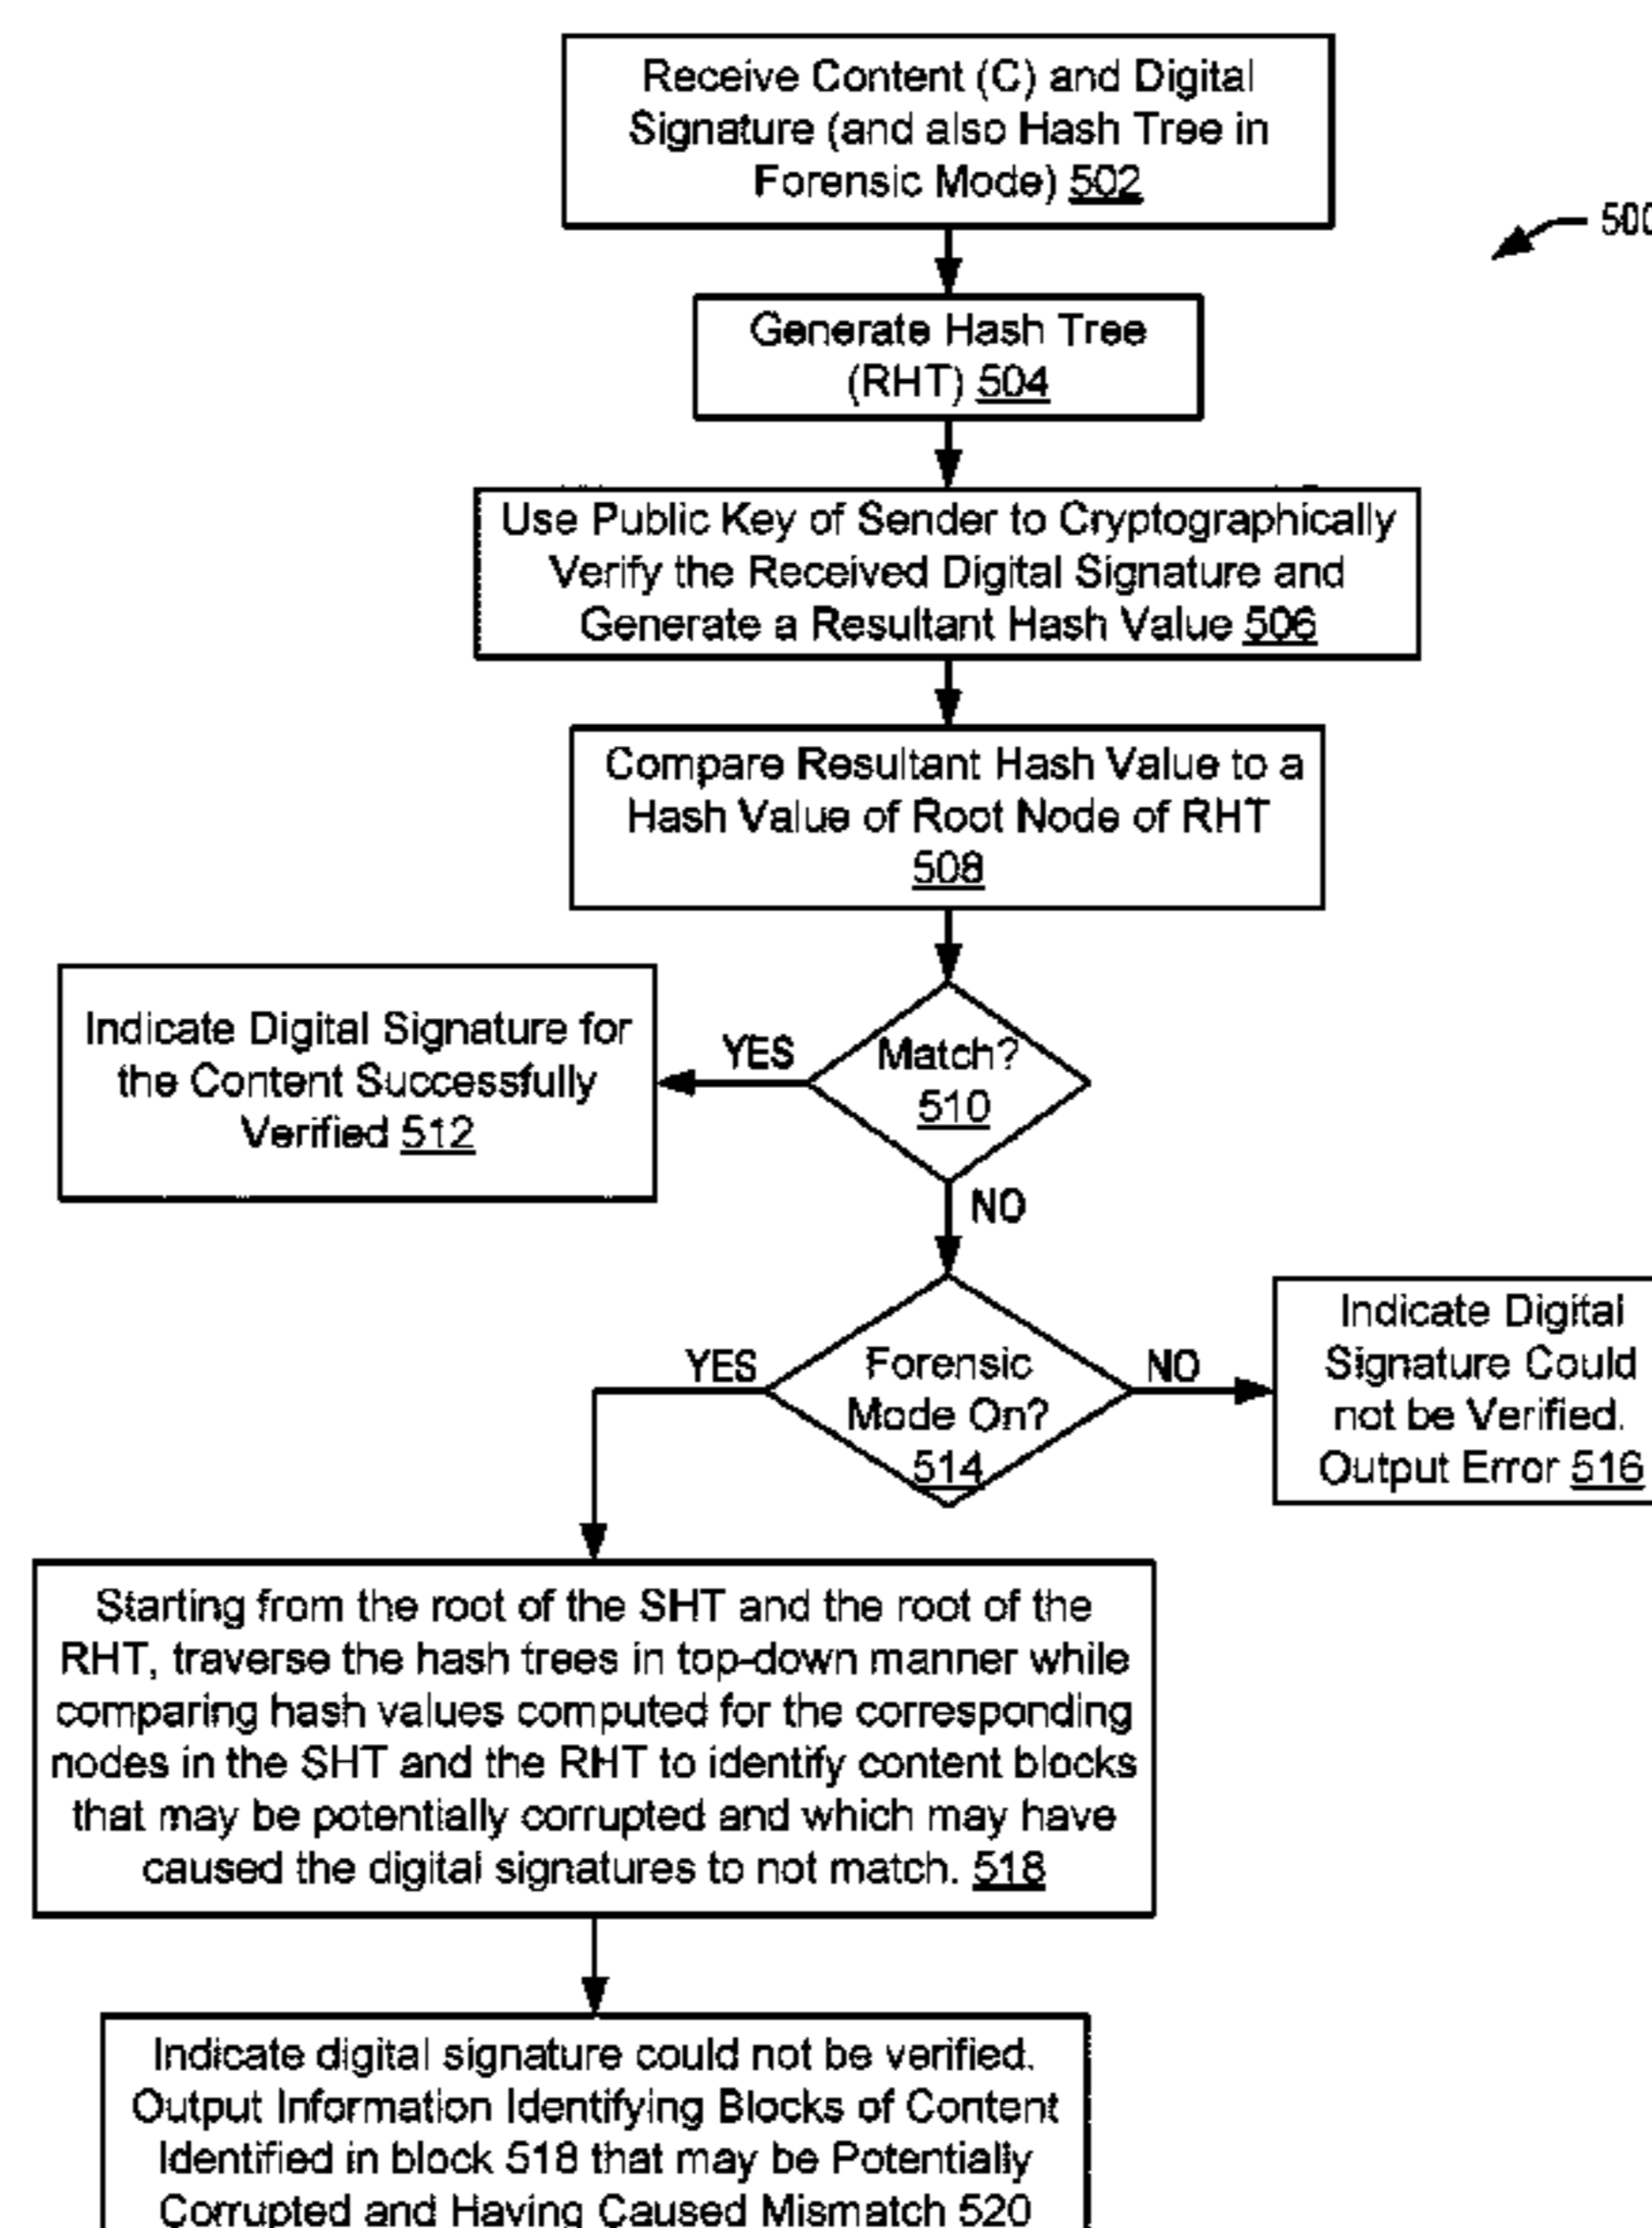 Receive Content (C) and Digital
Signature (and also Hash Tree in
Forensic Mode) 502
500
Generate Hash Tree
(RHT) 504
Use Public Key of Sender to Cryptographically
Verify the Received Digital Signature and
Generate a Resultant Hash Value 506
Compare Resultant Hash Value to a
Hash Value of Root Node of RHT
508
Indicate Digital Signature for
the Content Successfully
Verified 512
YES
Match?
510
NO
YES
Forensic
Mode On?
514
NO
Indicate Digital
Signature Could
not be Verified.
Output Error 516
Starting from the root of the SHT and the root of the
RHT, traverse the hash trees in top-down manner while
comparing hash values computed for the corresponding
nodes in the SHT and the RHT to identify content blocks
that may be potentially corrupted and which may have
caused the digital signatures to not match. 518
Indicate digital signature could not be verified.
Output Information Identifying Blocks of Content
Identified in block 518 that may be Potentially
Corrupted and Having Caused Mismatch 520